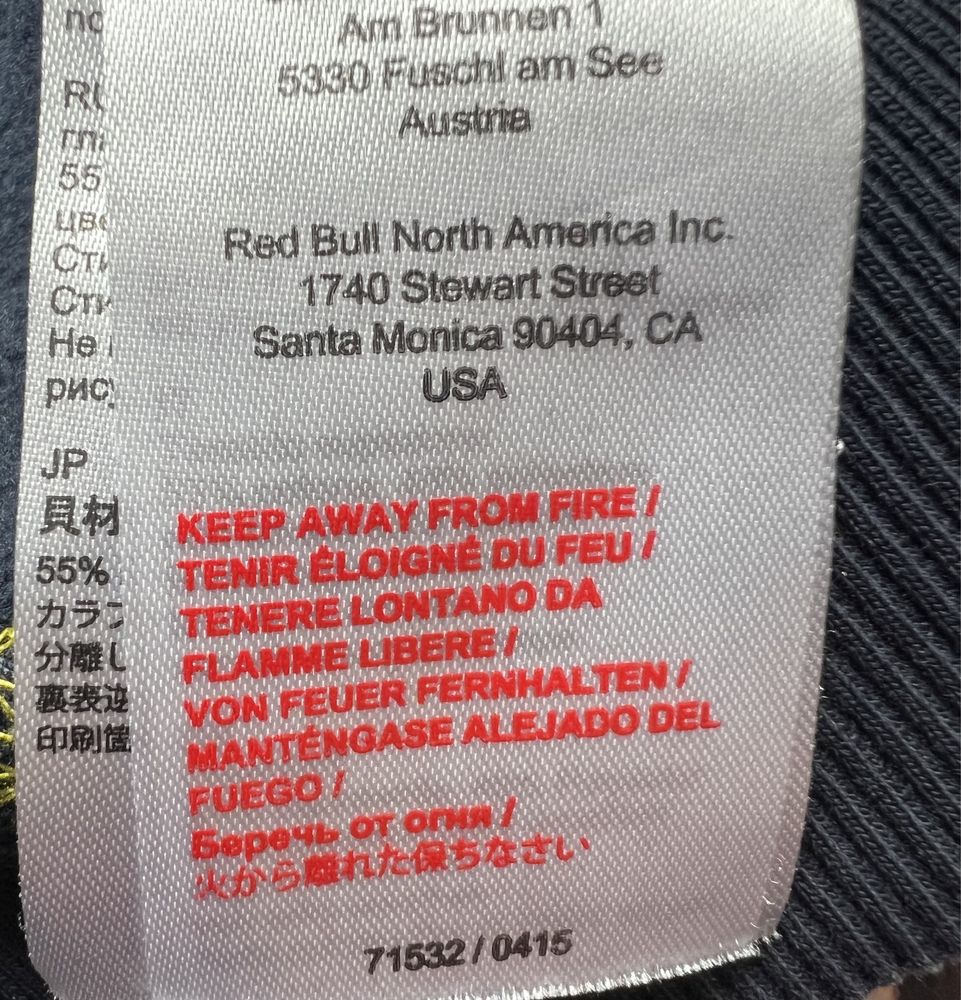 Am Brunnen 1
5330 Fuschl am See
Austria
Red Bull North America Inc.
1740 Stewart Street
Santa Monica 90404, CA
USA
KEEP AWAY FROM FIRE /
TENIR ÉLOIGNÉ DU FEU /
TENERE LONTANO DA
FLAMME LIBERE /
VON FEUER FERNHALTEN /
MANTÉNGASE ALEJADO DEL
FUEGO /
Беречь от огня /
火から離れた保ちなさい
71532 / 0415
55
Не
JP
55%